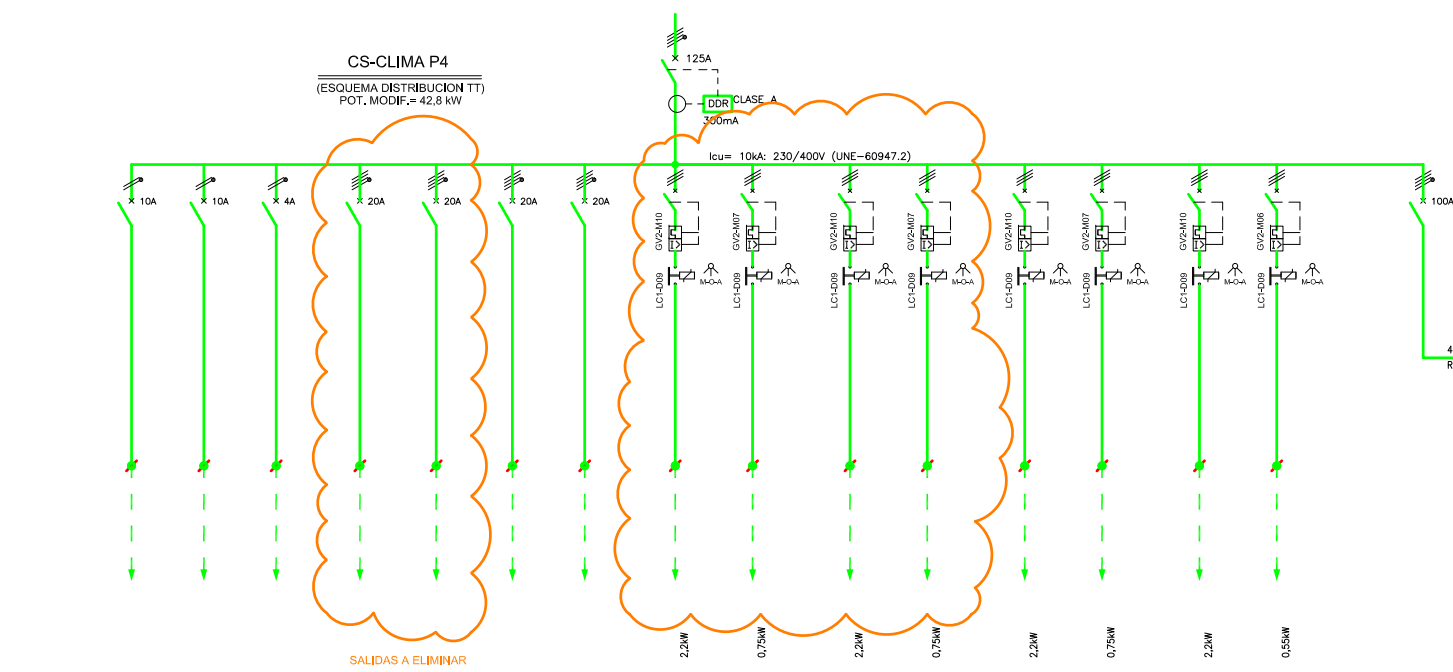 CS-CLIMA P4
(ESQUEMA DISTRIBUCION TT)
POT. MODIF.= 42,8 kW
125A
DDR
CLASE A
300mA
Icu= 10kA: 230/400V (UNE-60947.2)
10A
10A
4A
20A
20A
20A
20A
100A
GV2-M10
GV2-M07
GV2-M10
GV2-M07
GV2-M10
GV2-M07
GV2-M10
GV2-M06
LC1-D09
M-O-A
LC1-D09
M-O-A
LC1-D09
M-O-A
LC1-D09
M-O-A
LC1-D09
M-O-A
LC1-D09
M-O-A
LC1-D09
M-O-A
LC1-D09
M-O-A
4
R
2,2kW
0,75kW
2,2kW
0,75kW
2,2kW
0,75kW
2,2kW
0,55kW
SALIDAS A ELIMINAR